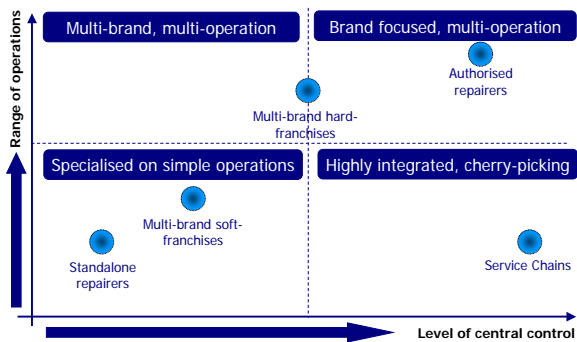 Multi-brand, multi-operation
Brand focused, multi-operation
Authorised
repairers
Multi-brand hard-
franchises
Range of operations
Specialised on simple operations
Highly integrated, cherry-picking
Multi-brand soft-
franchises
Standalone
repairers
Service Chains
Level of central control